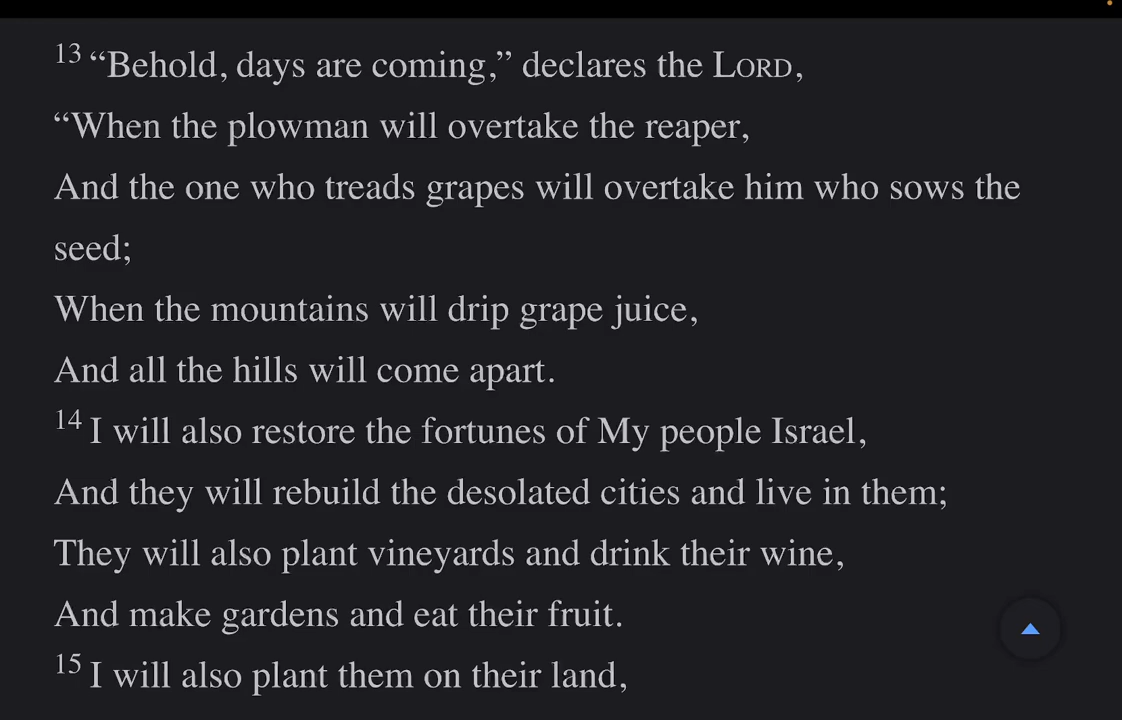 13 “Behold, days are coming,” declares the LORD,
“When the plowman will overtake the reaper,
And the one who treads grapes will overtake him who sows the
seed;
When the mountains will drip grape juice,
And all the hills will come apart.
14 I will also restore the fortunes of My people Israel,
And they will rebuild the desolated cities and live in them;
They will also plant vineyards and drink their wine,
And make gardens and eat their fruit.
15 I will also plant them on their land,